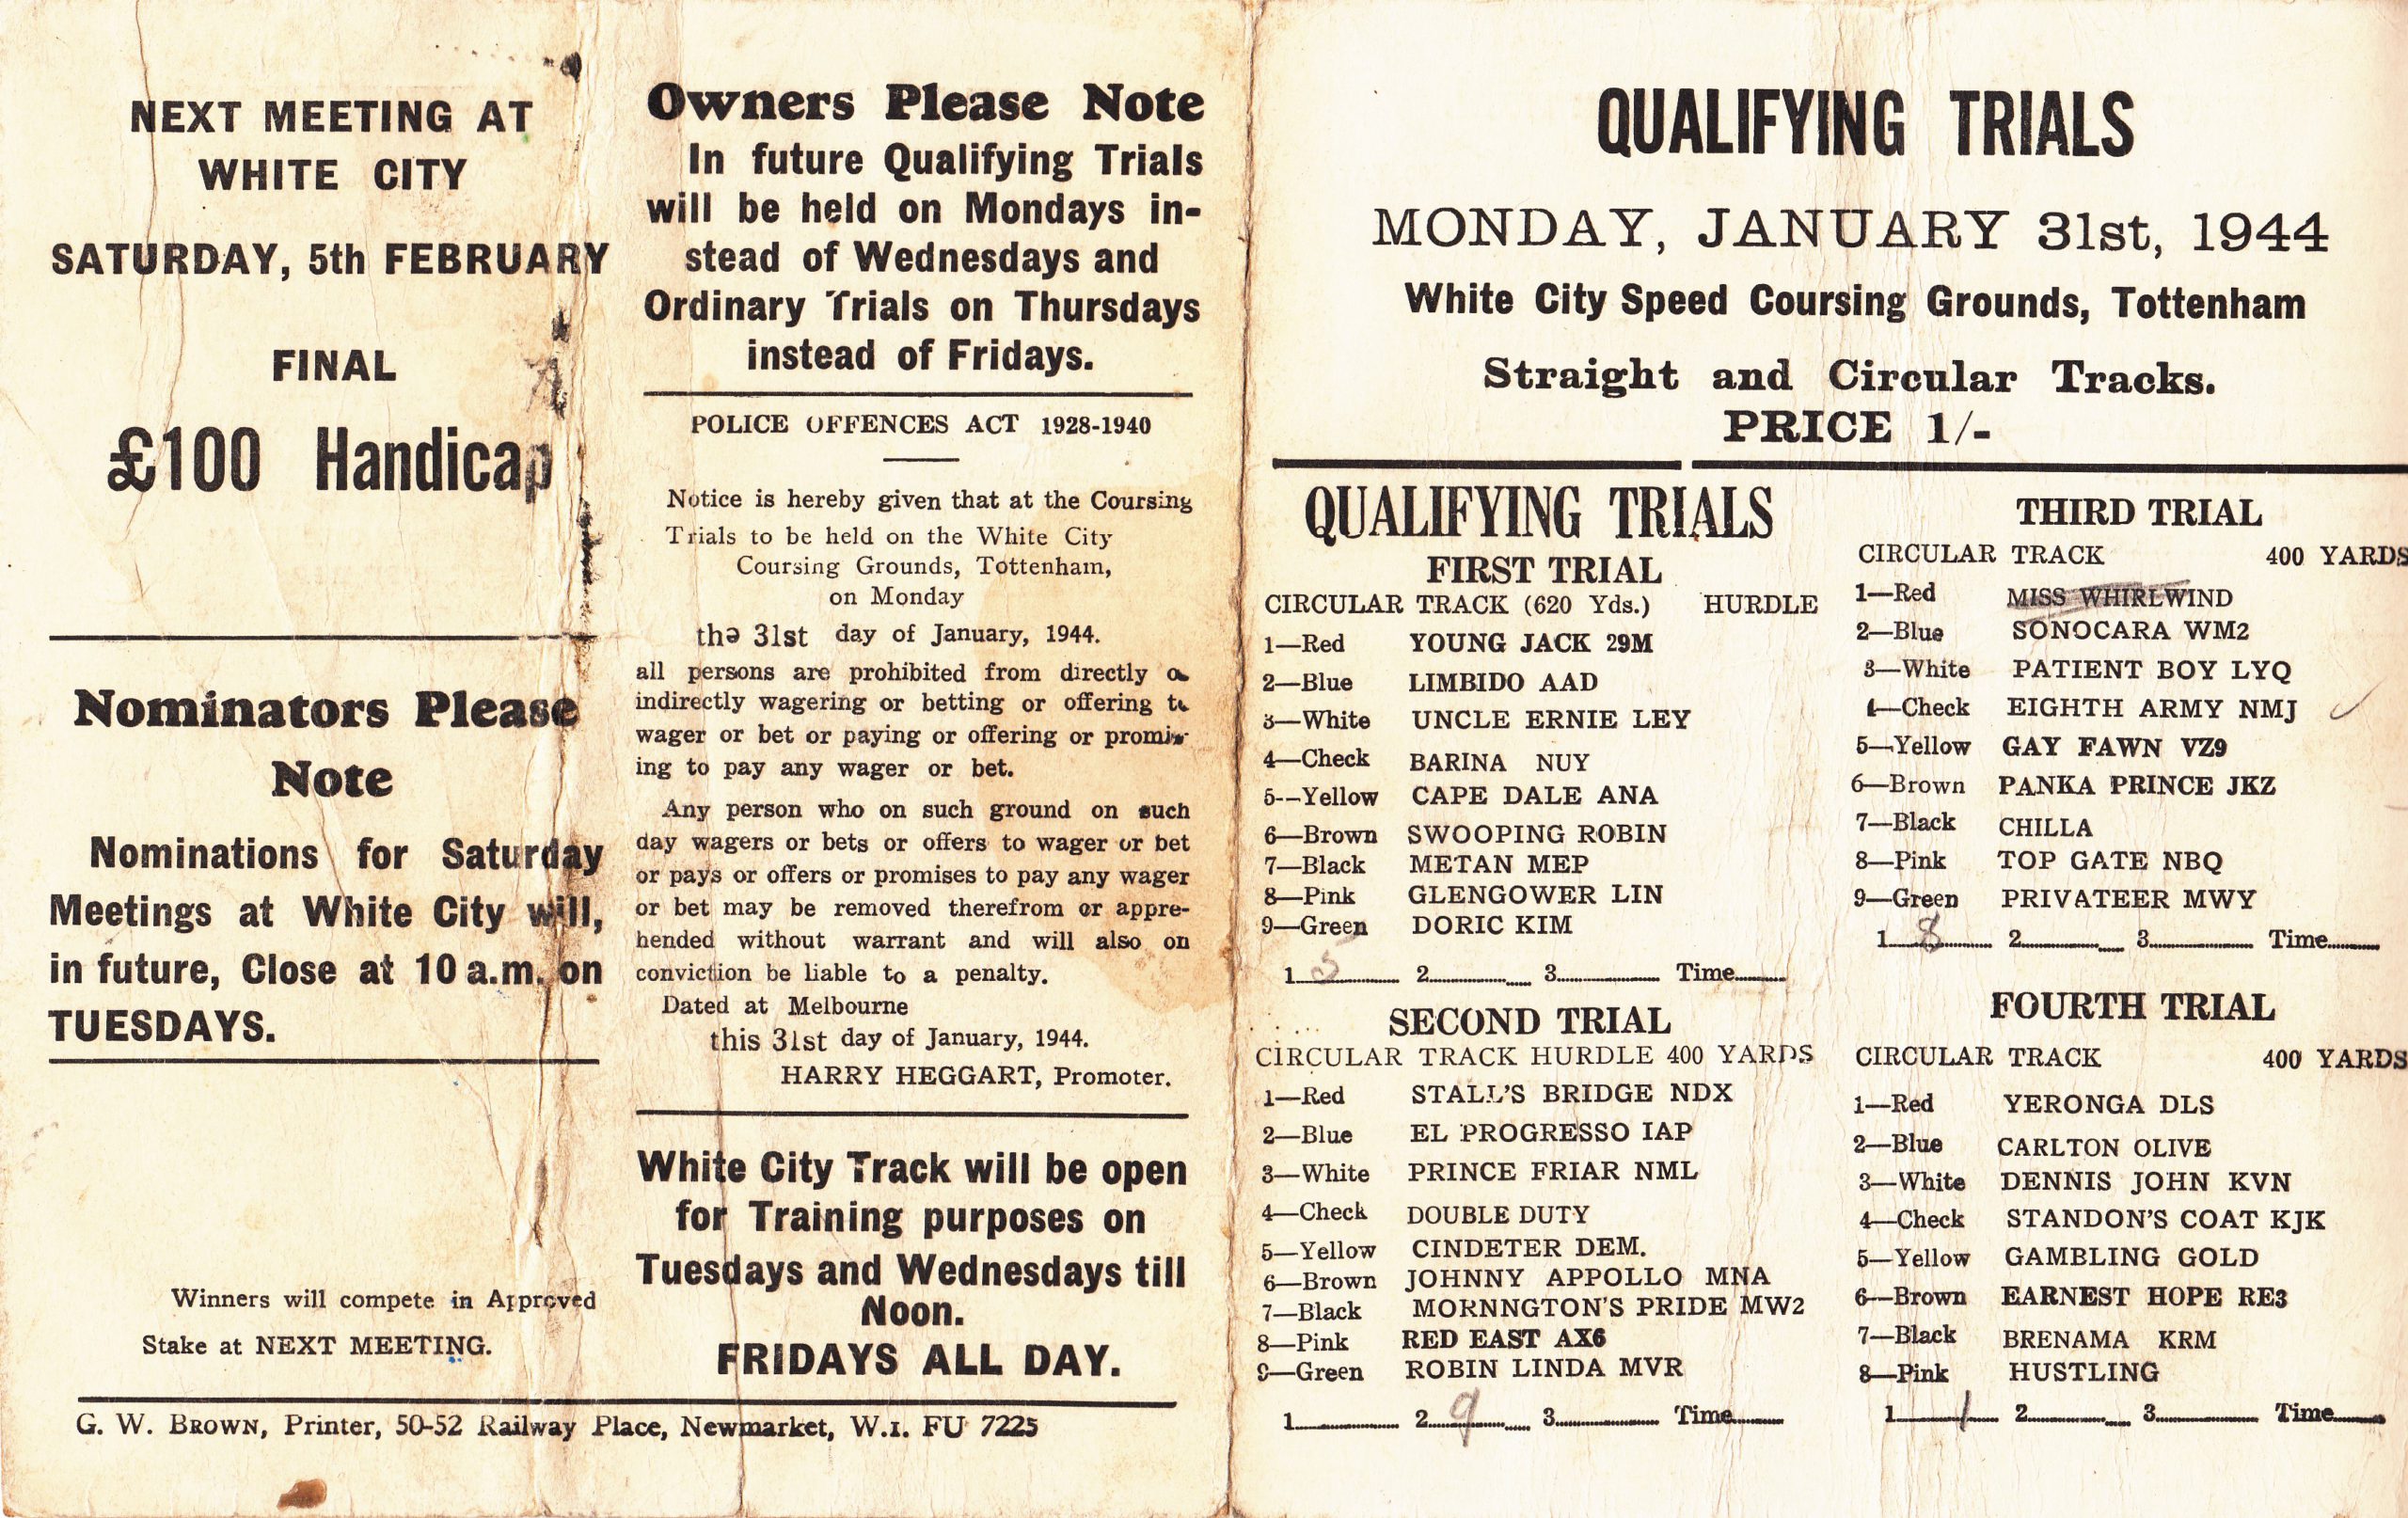 NEXT MEETING AT
WHITE CITY
SATURDAY, 5th FEBRUARY
FINAL
£100 Handicap
Nominators Please
Note
Nominations for Saturday
Meetings at White City will,
in future, Close at 10 a.m. on
TUESDAYS.
Winners will compete in Approved
Stake at NEXT MEETING.
G. W. BROWN, Printer, 50-52 Railway Place, Newmarket, W.1. FU 7225
Owners Please Note
In future Qualifying Trials
will be held on Mondays in-
stead of Wednesdays and
Ordinary Trials on Thursdays
instead of Fridays.
POLICE OFFENCES ACT 1928-1940
Notice is hereby given that at the Coursing
Trials to be held on the White City
Coursing Grounds, Tottenham,
on Monday
the 31st day of January, 1944.
all persons are prohibited from directly or
indirectly wagering or betting or offering to
wager or bet or paying or offering or promis-
ing to pay any wager or bet.
Any person who on such ground on such
day wagers or bets or offers to wager or bet
or pays or offers or promises to pay any wager
or bet may be removed therefrom or appre-
hended without warrant and will also on
conviction be liable to a penalty.
Dated at Melbourne
this 31st day of January, 1944.
HARRY HEGGART, Promoter.
White City Track will be open
for Training purposes on
Tuesdays and Wednesdays till
Noon.
FRIDAYS ALL DAY.
QUALIFYING TRIALS
MONDAY, JANUARY 31st, 1944
White City Speed Coursing Grounds, Tottenham
Straight and Circular Tracks.
PRICE 1/-
QUALIFYING TRIALS
FIRST TRIAL
CIRCULAR TRACK (620 Yds.) HURDLE
1—Red YOUNG JACK 29M
2—Blue LIMBIDO AAD
3—White UNCLE ERNIE LEY
4—Check BARINA NUY
5--Yellow CAPE DALE ANA
6—Brown SWOOPING ROBIN
7—Black METAN MEP
8—Pink GLENGOWER LIN
9—Green DORIC KIM
1 5 2 3 Time
SECOND TRIAL
CIRCULAR TRACK HURDLE 400 YARDS
1—Red STALL'S BRIDGE NDX
2—Blue EL PROGRESSO IAP
3—White PRINCE FRIAR NML
4—Check DOUBLE DUTY
5—Yellow CINDETER DEM.
6—Brown JOHNNY APPOLLO MNA
7—Black MORNNGTON'S PRIDE MW2
8—Pink RED EAST AX6
9—Green ROBIN LINDA MVR
1 2 9 3 Time
THIRD TRIAL
CIRCULAR TRACK 400 YARDS
1—Red MISS WHIRLWIND
2—Blue SONOCARA WM2
3—White PATIENT BOY LYQ
4—Check EIGHTH ARMY NMJ ✓
5—Yellow GAY FAWN VZ9
6—Brown PANKA PRINCE JKZ
7—Black CHILLA
8—Pink TOP GATE NBQ
9—Green PRIVATEER MWY
1 8 2 3 Time
FOURTH TRIAL
CIRCULAR TRACK 400 YARDS
1—Red YERONGA DLS
2—Blue CARLTON OLIVE
3—White DENNIS JOHN KVN
4—Check STANDON'S COAT KJK
5—Yellow GAMBLING GOLD
6—Brown EARNEST HOPE RE3
7—Black BRENAMA KRM
8—Pink HUSTLING
1 1 2 3 Time